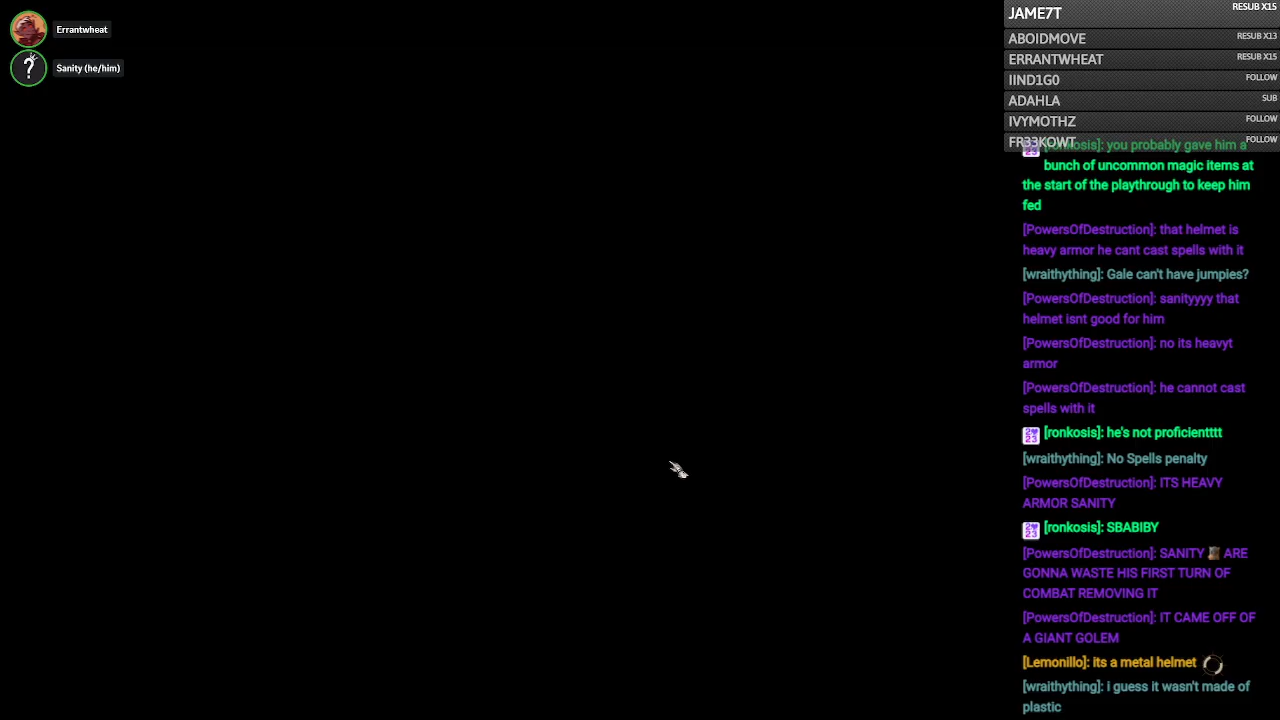 Errantwheat
Sanity (he/him)
JAME7T RESUB X15
ABOIDMOVE RESUB X13
ERRANTWHEAT RESUB X15
IIND1G0 FOLLOW
ADAHLA SUB
IVYMOTHZ FOLLOW
FR33KOWT FOLLOW
[ronkosis]: you probably gave him a
bunch of uncommon magic items at
the start of the playthrough to keep him
fed
[PowersOfDestruction]: that helmet is
heavy armor he cant cast spells with it
[wraithything]: Gale can't have jumpies?
[PowersOfDestruction]: sanityyyy that
helmet isnt good for him
[PowersOfDestruction]: no its heavyt
armor
[PowersOfDestruction]: he cannot cast
spells with it
[ronkosis]: he's not proficientttt
[wraithything]: No Spells penalty
[PowersOfDestruction]: ITS HEAVY
ARMOR SANITY
[ronkosis]: SBABIBY
[PowersOfDestruction]: SANITY ARE
GONNA WASTE HIS FIRST TURN OF
COMBAT REMOVING IT
[PowersOfDestruction]: IT CAME OFF OF
A GIANT GOLEM
[Lemonillo]: its a metal helmet
[wraithything]: i guess it wasn't made of
plastic